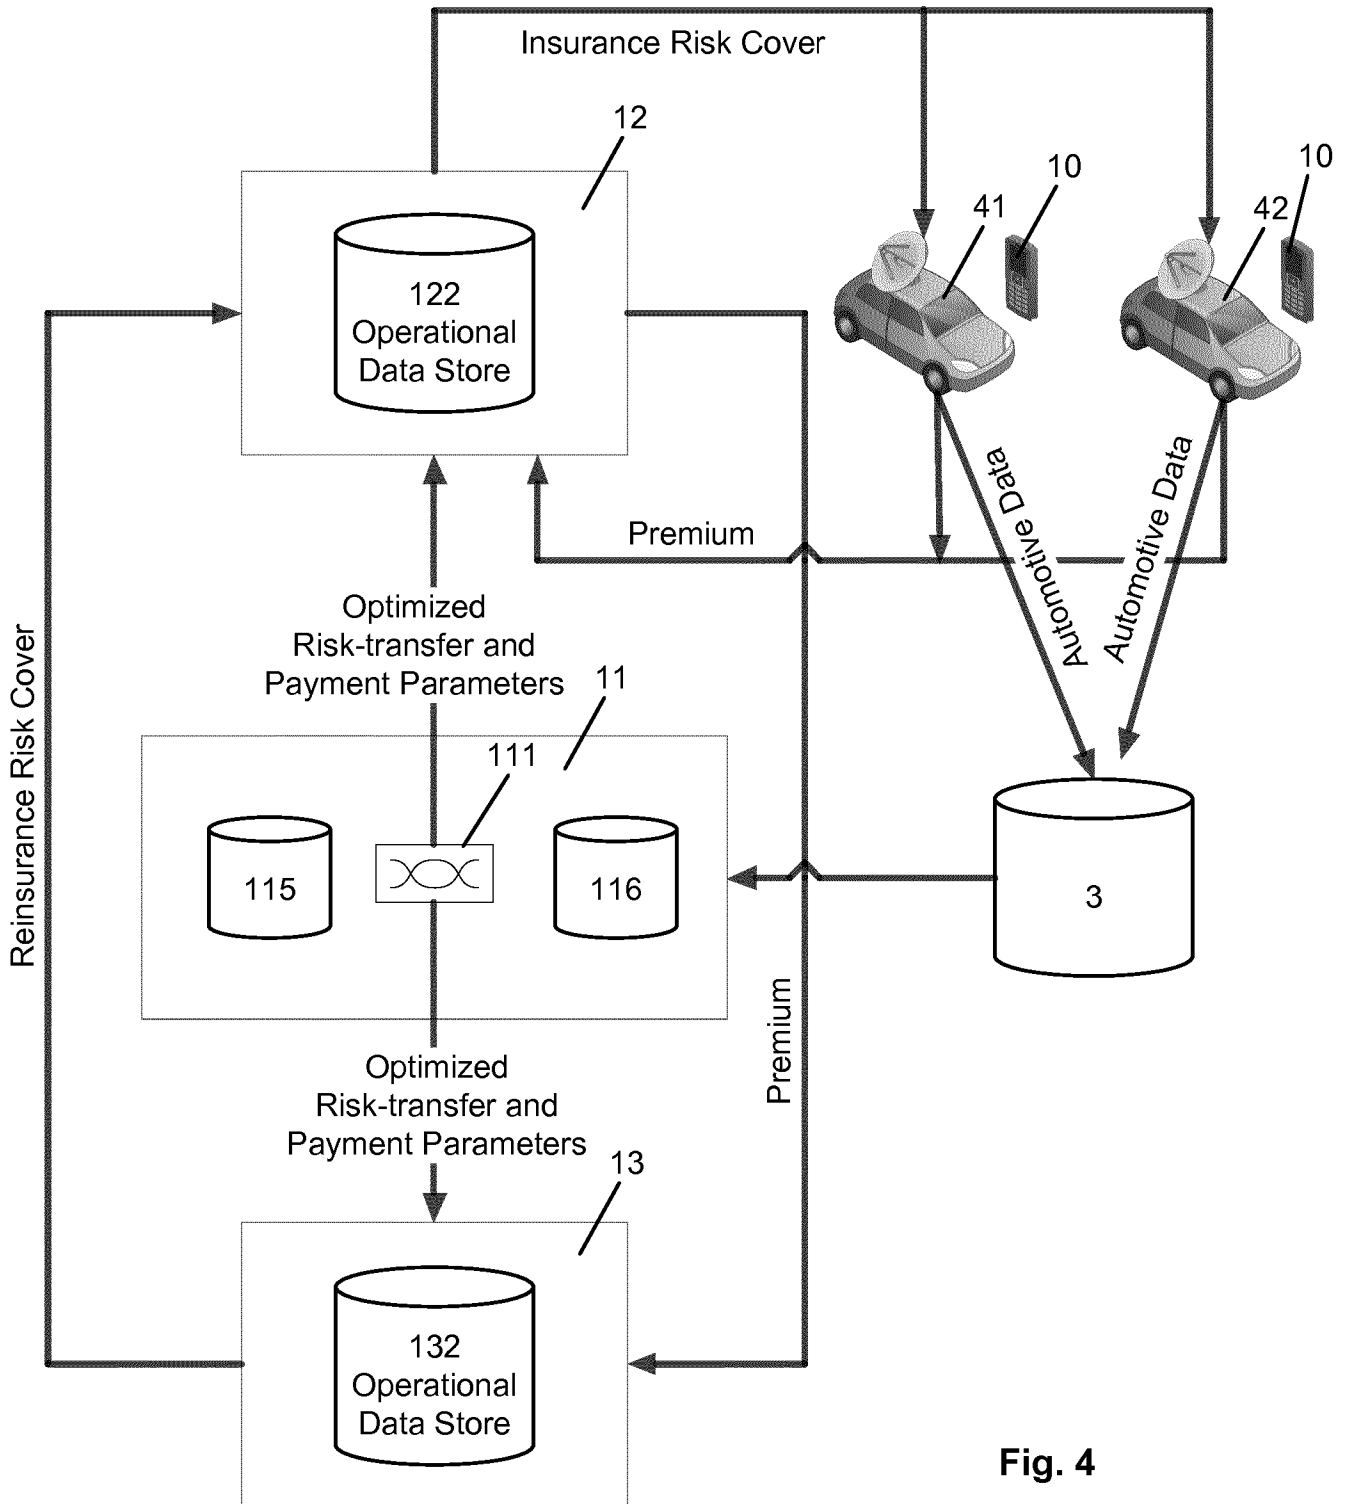 Insurance Risk Cover
12
10
10
41
42
122
Operational
Data Store
Automotive Data
Automotive Data
Premium
Optimized
Risk-transfer and
Payment Parameters
11
111
Reinsurance Risk Cover
115
116
3
Premium
Optimized
Risk-transfer and
Payment Parameters
13
132
Operational
Data Store
Fig. 4